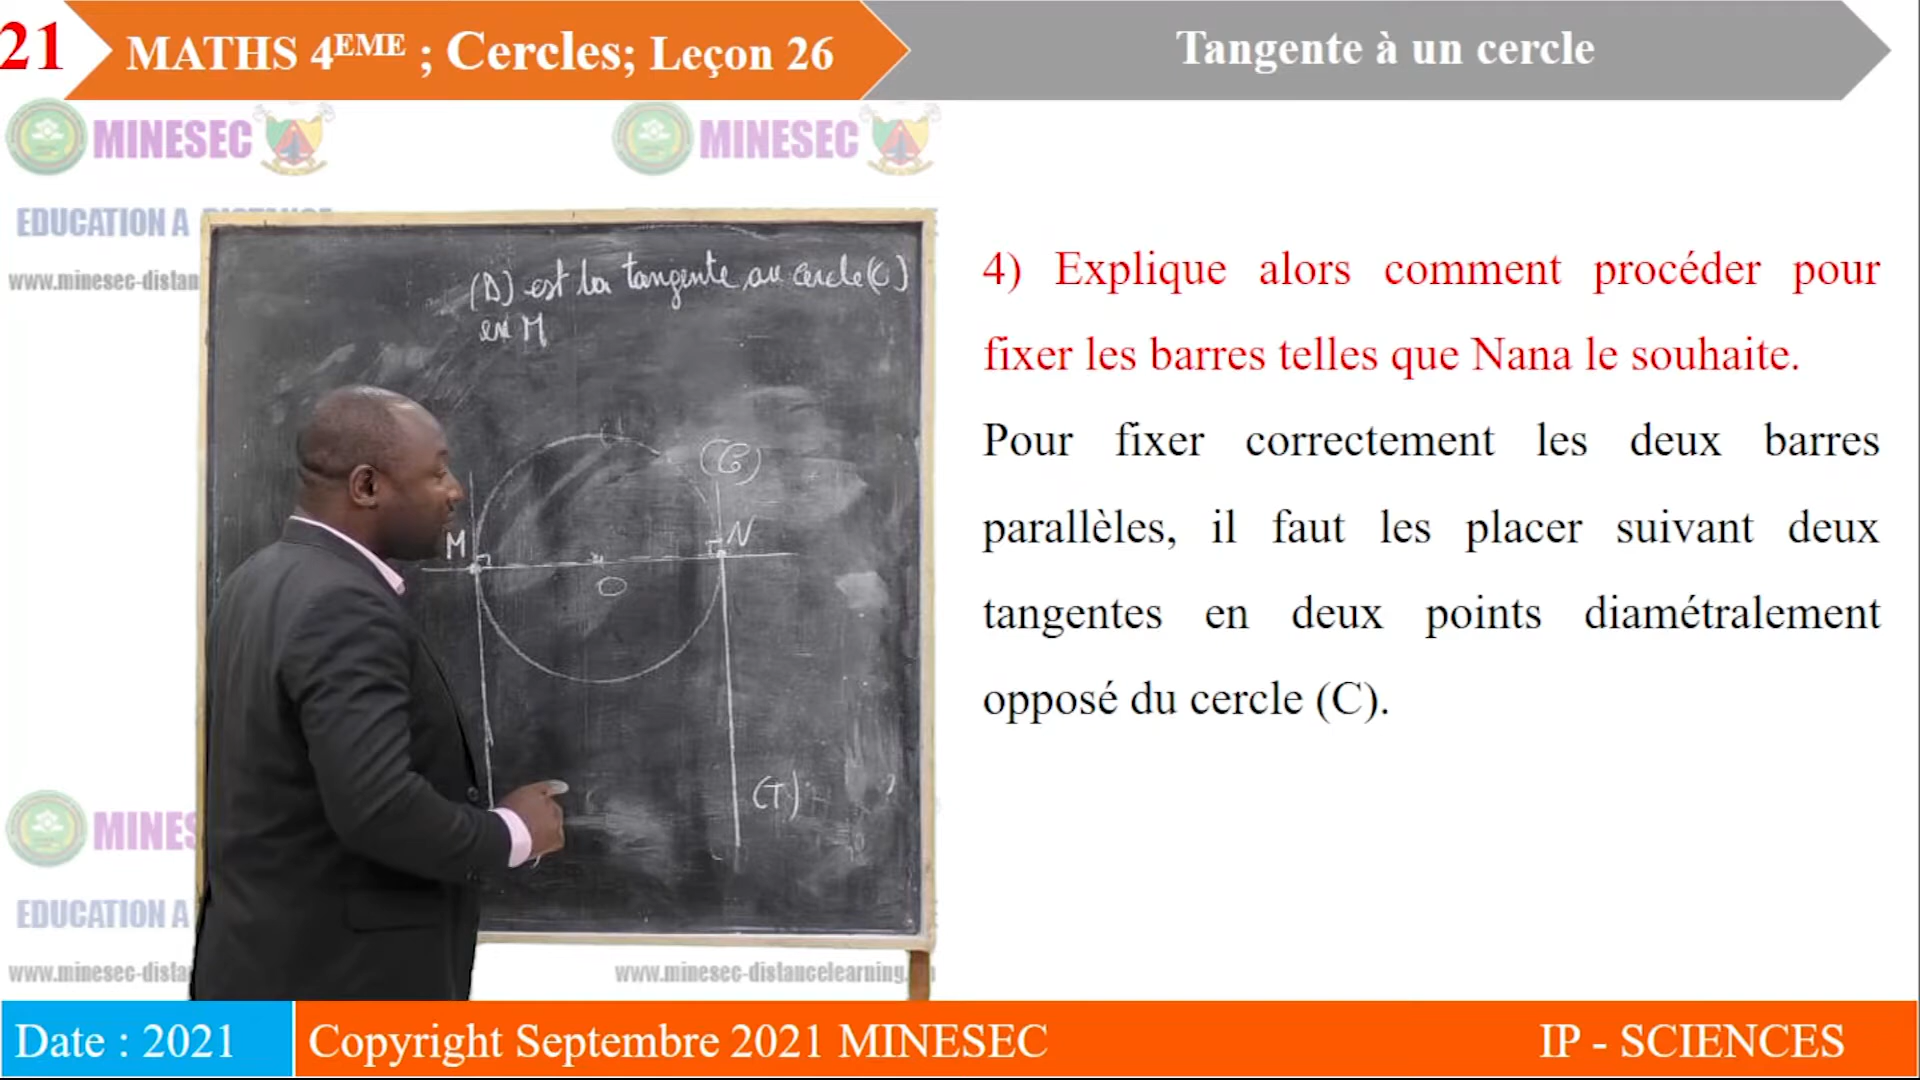 21
MATHS 4EME ; Cercles; Leçon 26
Tangente à un cercle
MINESEC
MINESEC
EDUCATION A DISTANCE
www.minesec-distan
(D) est la tangente au cercle (C)
en M
4) Explique alors comment procéder pour
fixer les barres telles que Nana le souhaite.
Pour fixer correctement les deux barres
parallèles, il faut les placer suivant deux
tangentes en deux points diamétralement
opposé du cercle (C).
(C)
M
N
O
(T)
MINES
EDUCATION A
www.minesec-dista
www.minesec-distancelearning.
Date : 2021
Copyright Septembre 2021 MINESEC
IP - SCIENCES